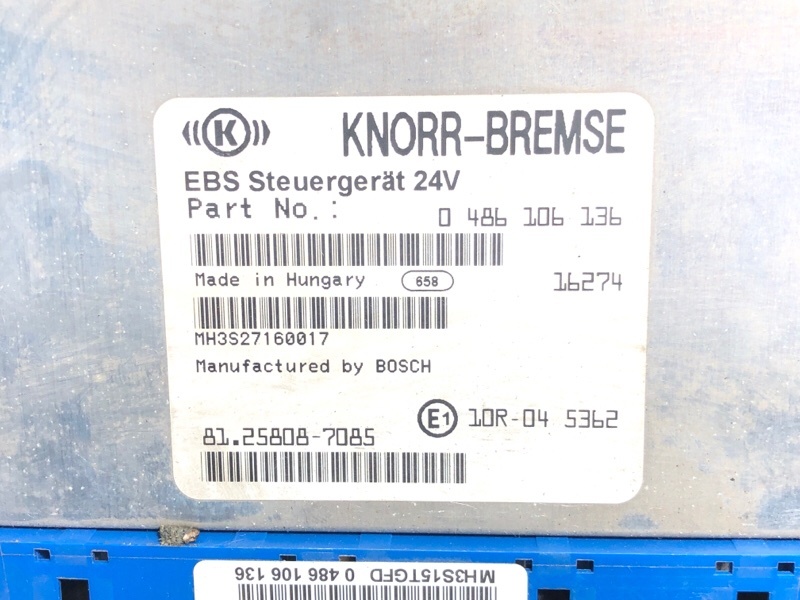 K KNORR-BREMSE
EBS Steuergerät 24V
Part No.: 0 486 106 136
Made in Hungary 658 16274
MH3S27160017
Manufactured by BOSCH
E1 10R-04 5362
81.25808-7085
MH3S15TGFD 0 486 106 136